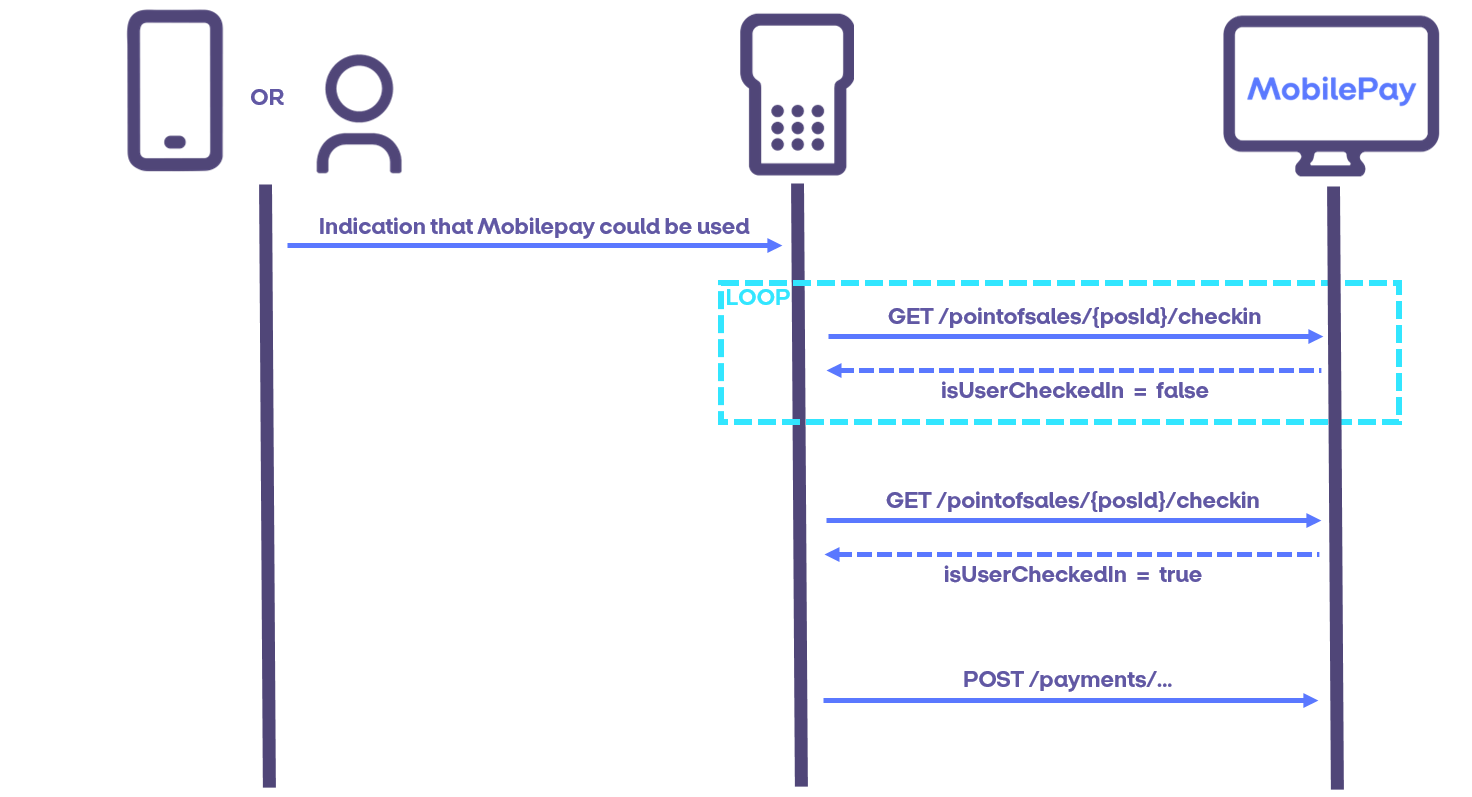 OR
MobilePay
Indication that Mobilepay could be used
LOOP
GET /pointofsales/{posId}/checkin
isUserCheckedIn = false
GET /pointofsales/{posId}/checkin
isUserCheckedIn = true
POST /payments/...